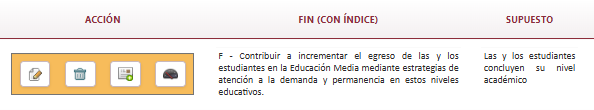 ACCIÓN FIN (CON ÍNDICE) SUPUESTO
F - Contribuir a incrementar el egreso de las y los
estudiantes en la Educación Media mediante estrategias de
atención a la demanda y permanencia en estos niveles
educativos.
Las y los estudiantes
concluyen su nivel
académico